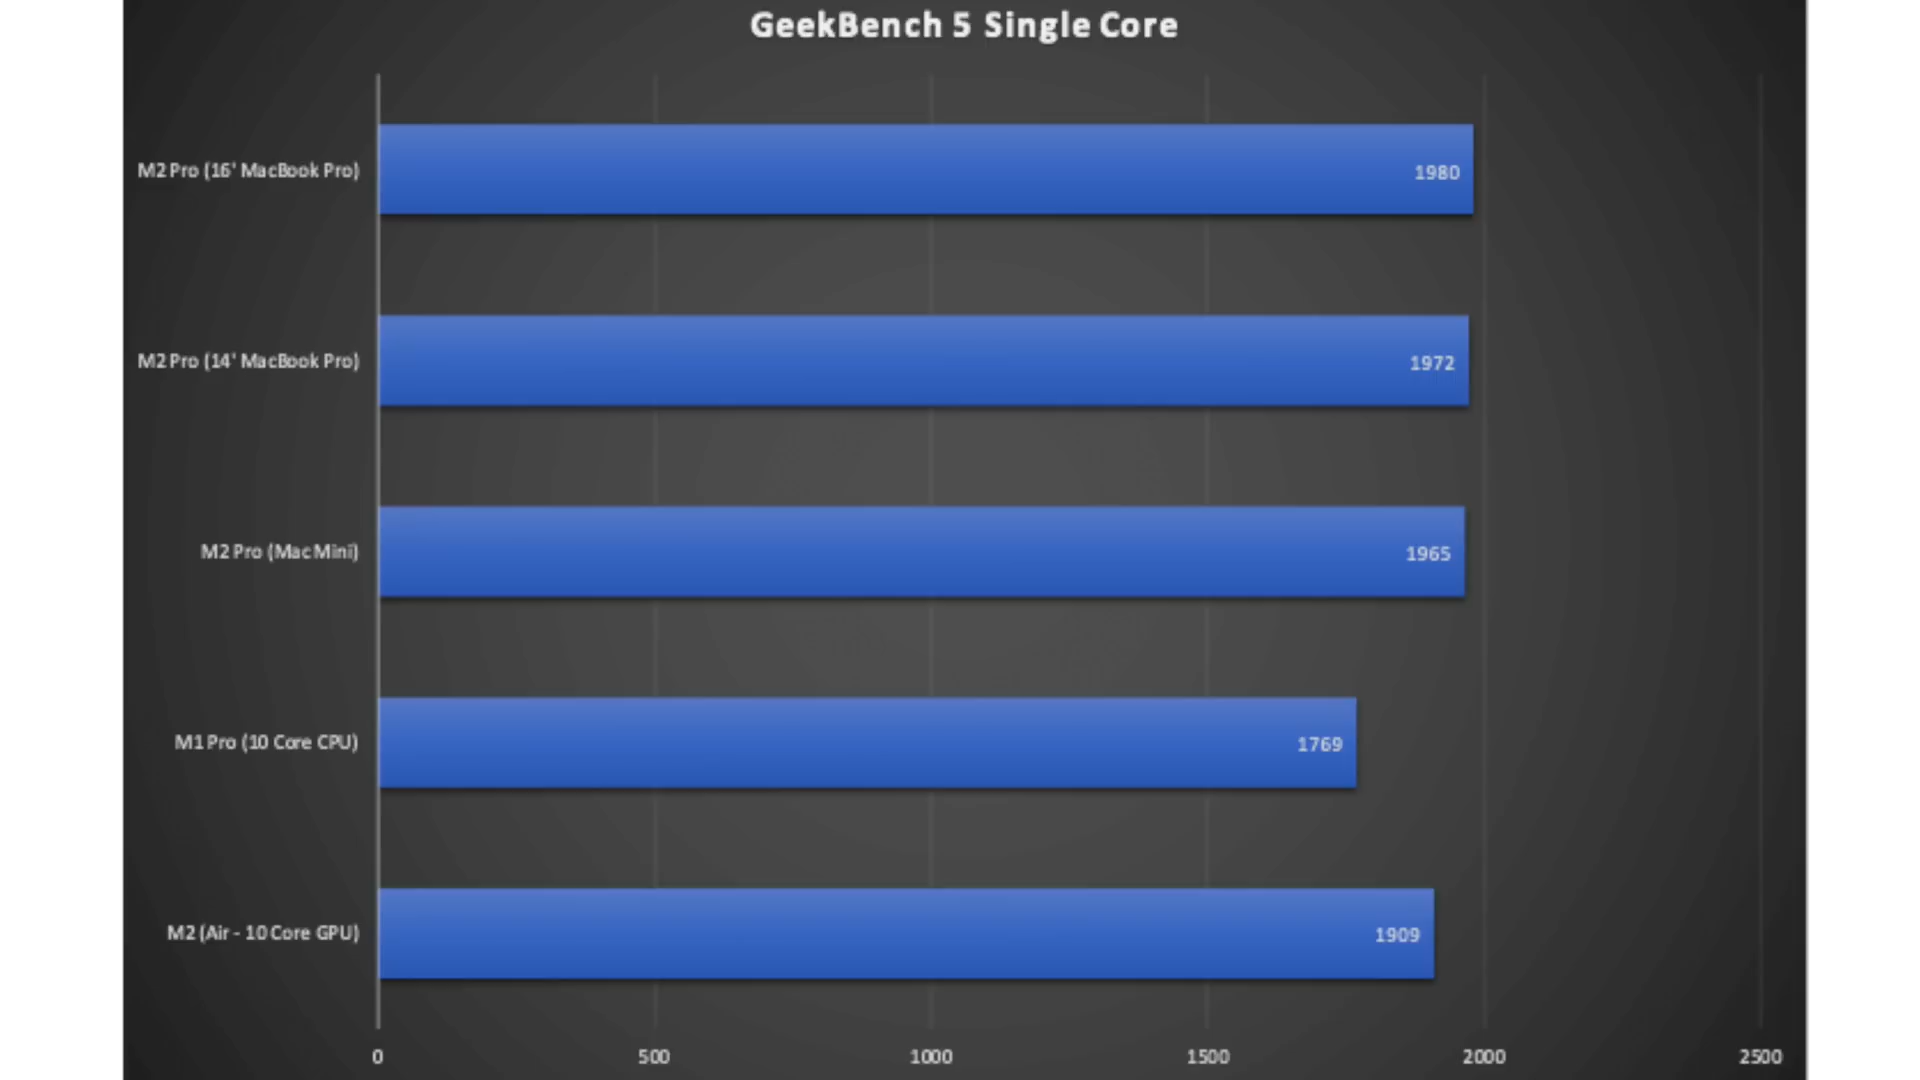 GeekBench 5 Single Core
M2 Pro (16' MacBook Pro)
1980
M2 Pro (14' MacBook Pro)
1972
M2 Pro (Mac Mini)
1965
M1 Pro (10 Core CPU)
1769
M2 (Air - 10 Core GPU)
1909
0 500 1000 1500 2000 2500